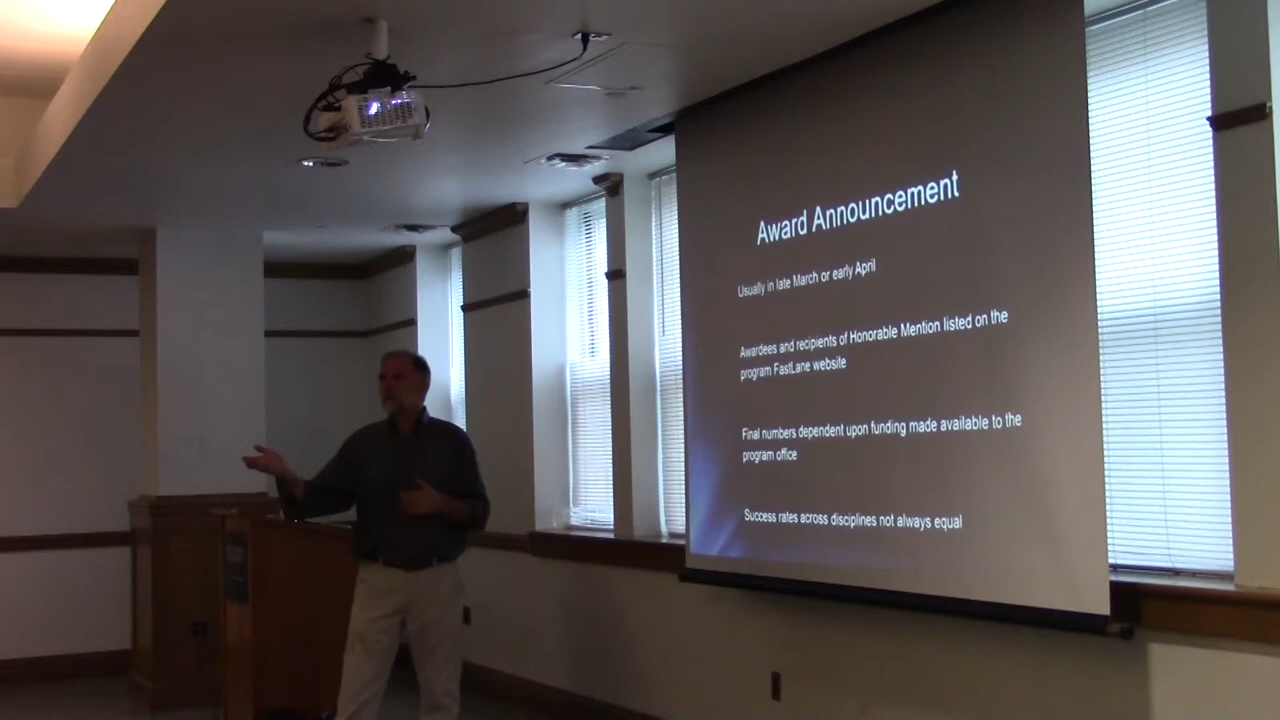 Award Announcement
Usually in late March or early April
Awardees and recipients of Honorable Mention listed on the
program FastLane website
Final numbers dependent upon funding made available to the
program office
Success rates across disciplines not always equal